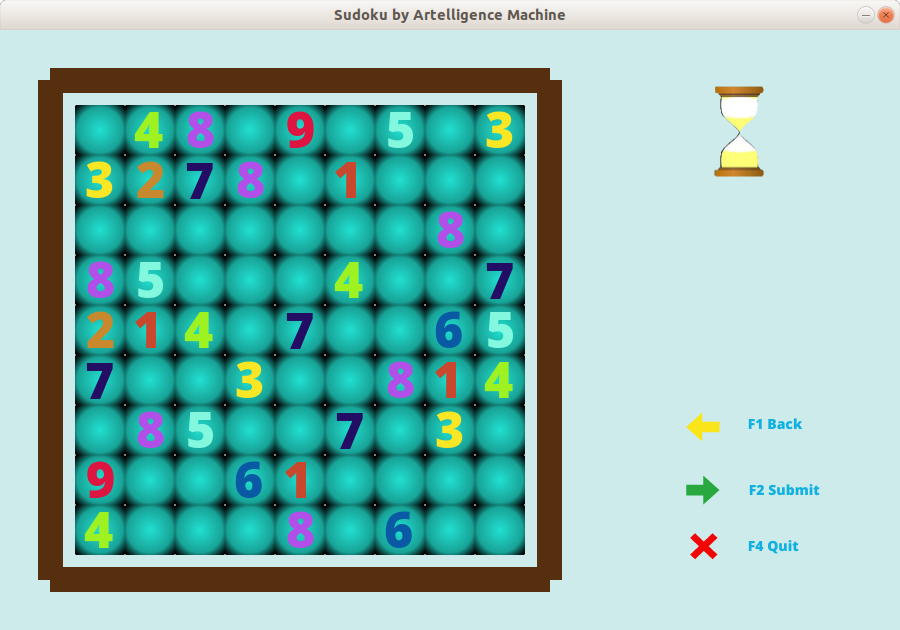 Sudoku by Artelligence Machine
4 8 9 5 3
3 2 7 8 1
8
8 5 4 7
2 1 4 7 6 5
7 3 8 1 4
8 5 7 3
9 6 1
4 8 6
F1 Back
F2 Submit
F4 Quit